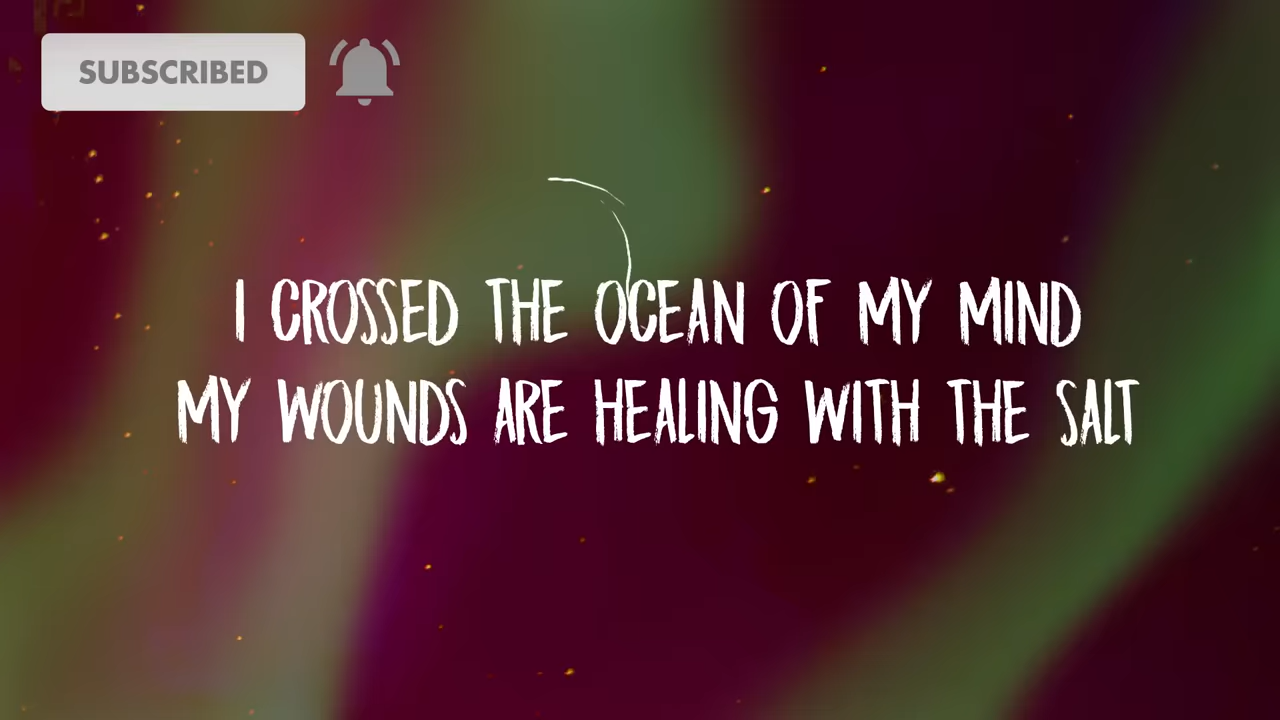 SUBSCRIBED
I CROSSED THE OCEAN OF MY MIND
MY WOUNDS ARE HEALING WITH THE SALT